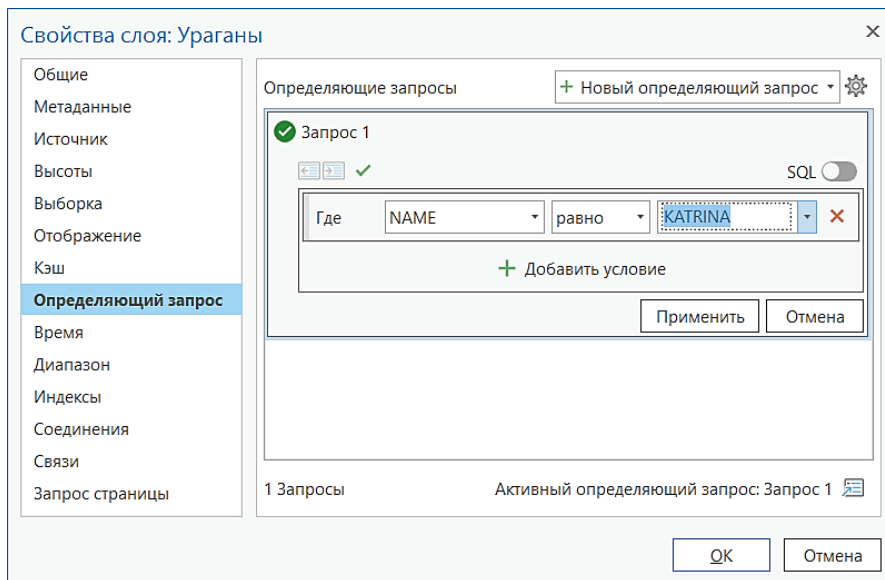 Свойства слоя: Ураганы
Общие
Метаданные
Источник
Высоты
Выборка
Отображение
Кэш
Определяющий запрос
Время
Диапазон
Индексы
Соединения
Связи
Запрос страницы
Определяющие запросы
Новый определяющий запрос
Запрос 1
SQL
Где NAME равно KATRINA
Добавить условие
Применить Отмена
1 Запросы Активный определяющий запрос: Запрос 1
OK Отмена